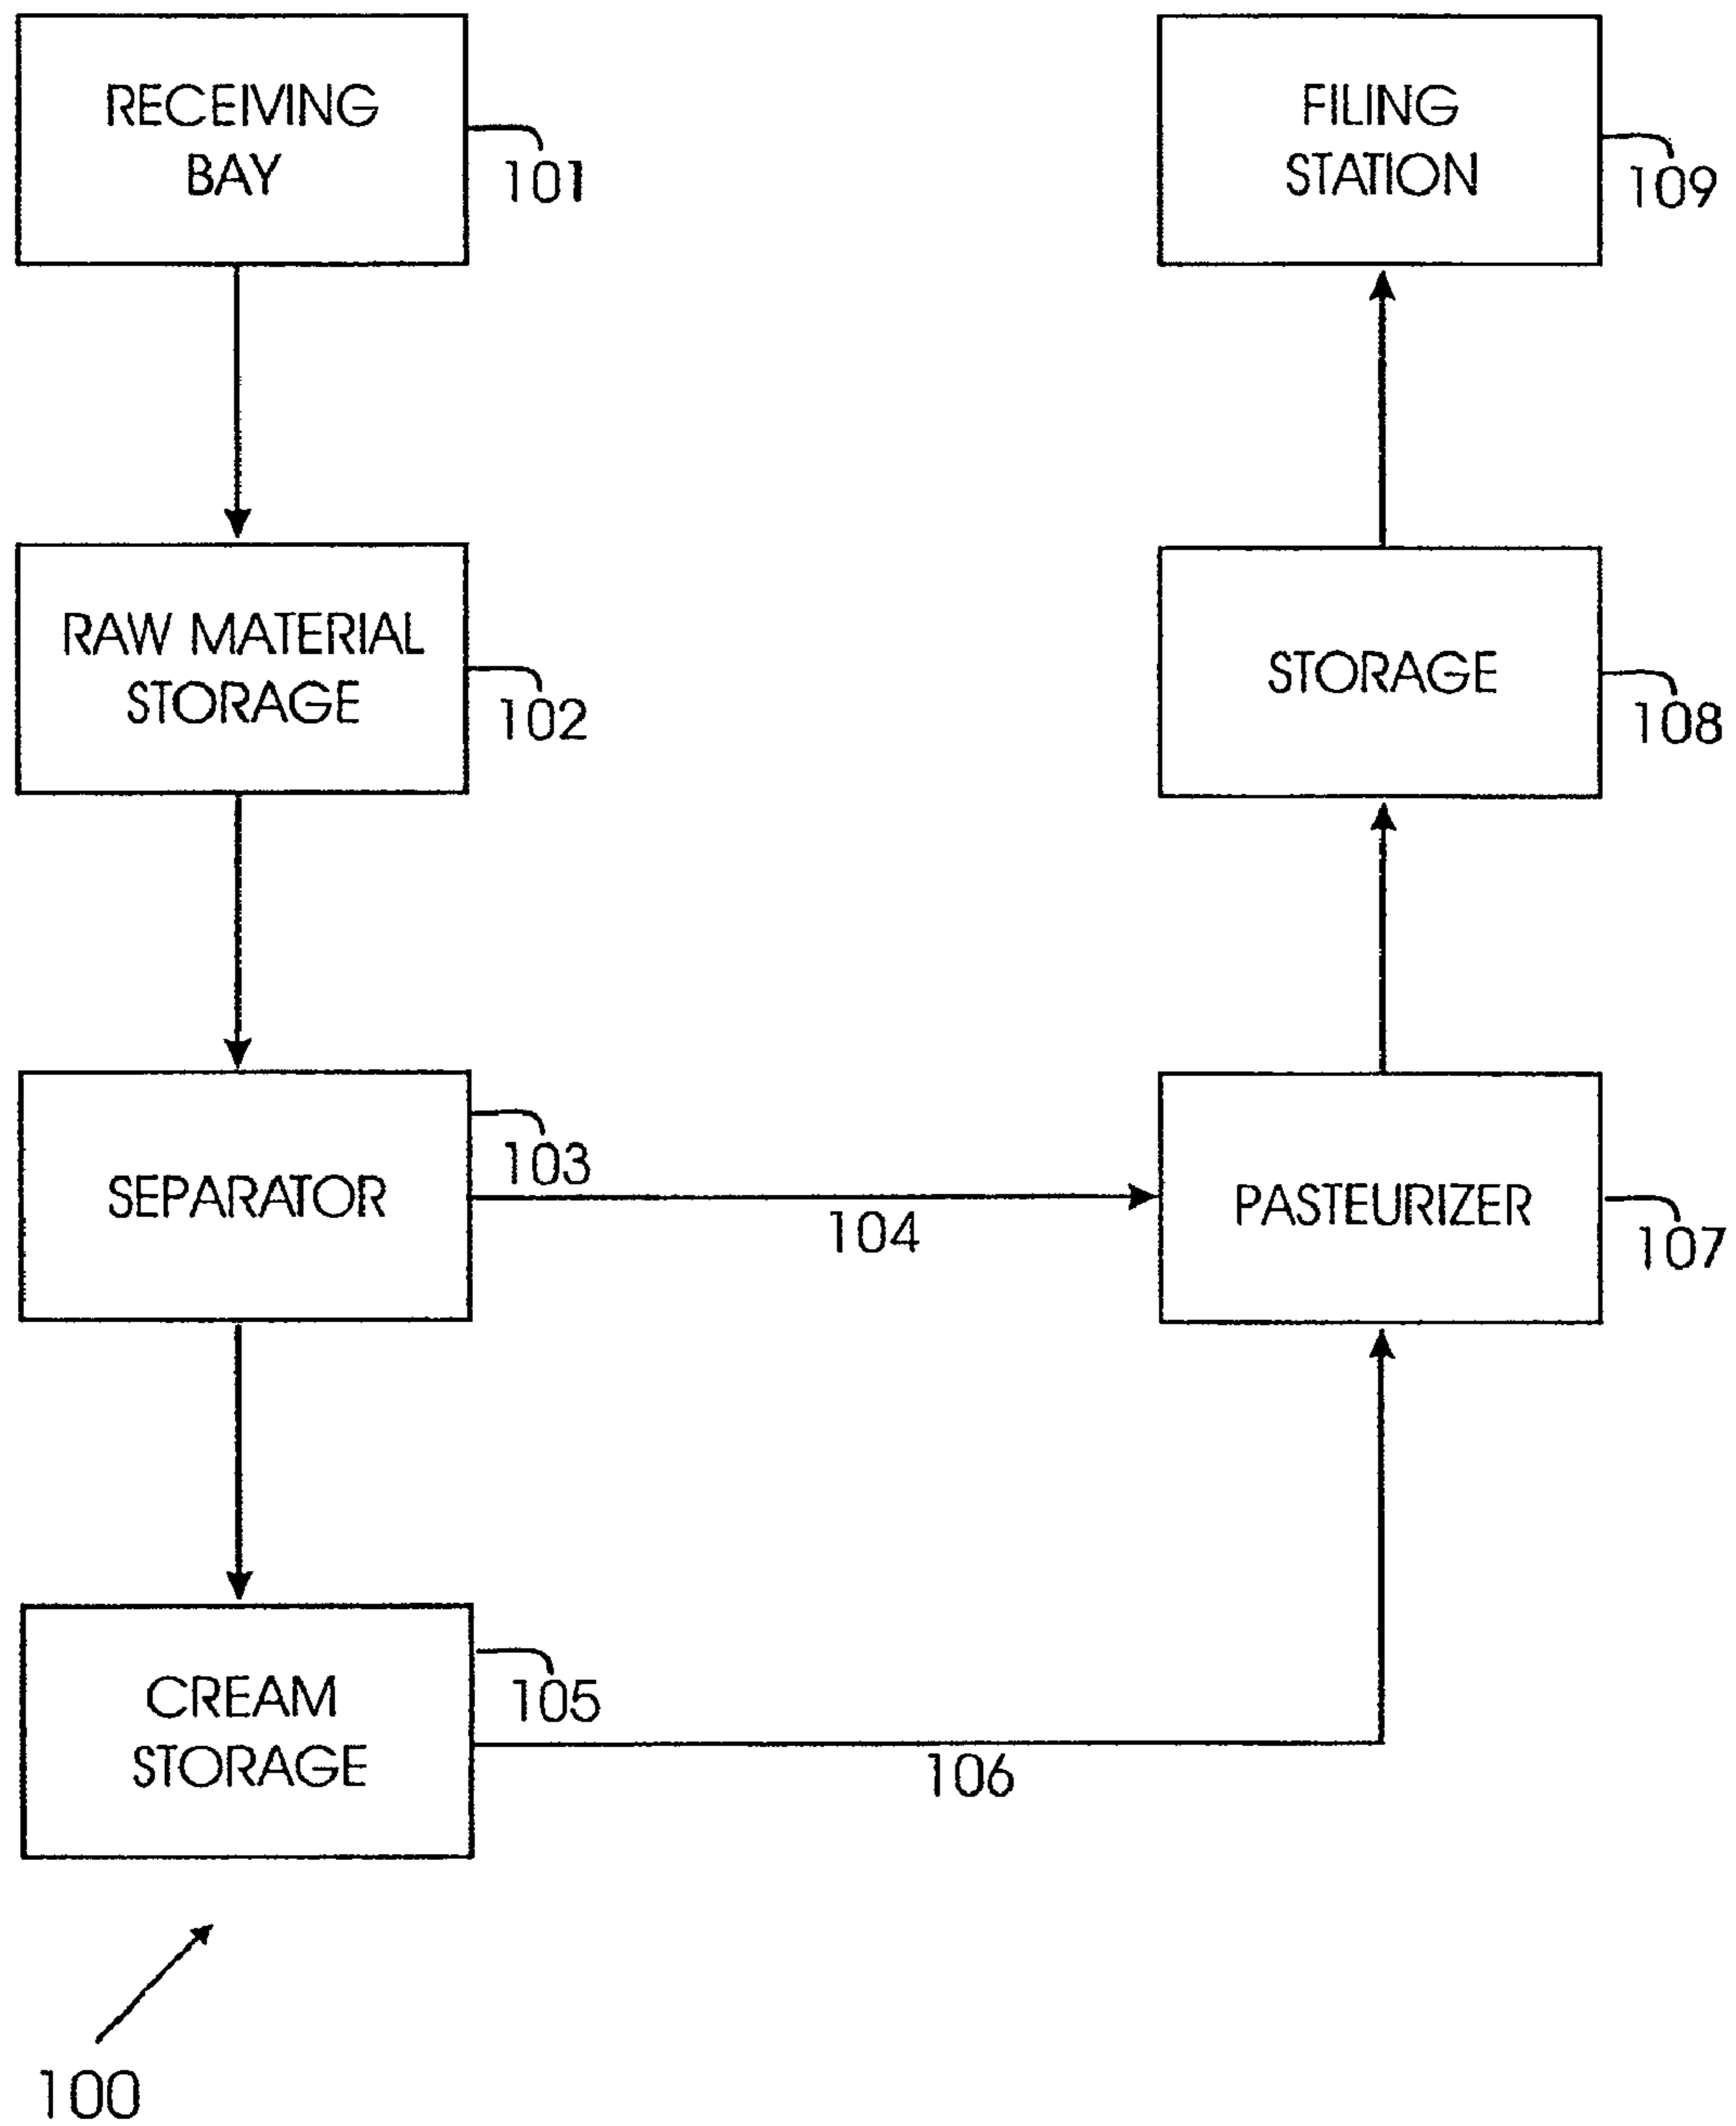 RECEIVING
BAY
101
RAW MATERIAL
STORAGE
102
SEPARATOR
103
104
CREAM
STORAGE
105
106
PASTEURIZER
107
STORAGE
108
FILING
STATION
109
100